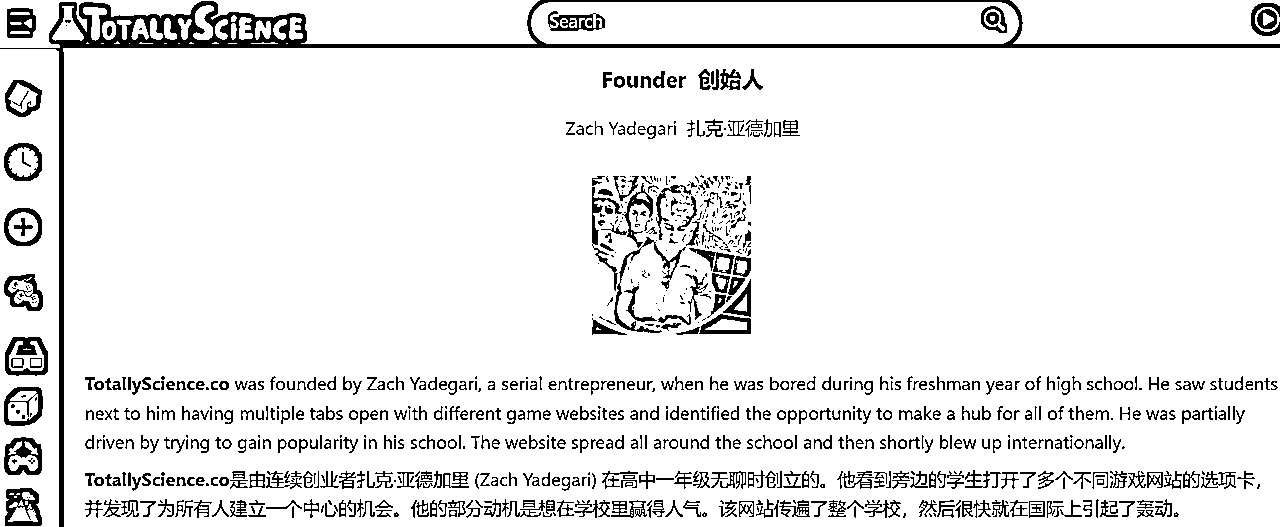 TOTALLYSCIENCE
Search
Founder 创始人
Zach Yadegari 扎克·亚德加里
TotallyScience.co was founded by Zach Yadegari, a serial entrepreneur, when he was bored during his freshman year of high school. He saw students
next to him having multiple tabs open with different game websites and identified the opportunity to make a hub for all of them. He was partially
driven by trying to gain popularity in his school. The website spread all around the school and then shortly blew up internationally.
TotallyScience.co是由连续创业者扎克·亚德加里 (Zach Yadegari) 在高中一年级无聊时创立的。他看到旁边的学生打开了多个不同游戏网站的选项卡，
并发现了为所有人建立一个中心的机会。他的部分动机是想在学校里赢得人气。该网站传遍了整个学校，然后很快就在国际上引起了轰动。